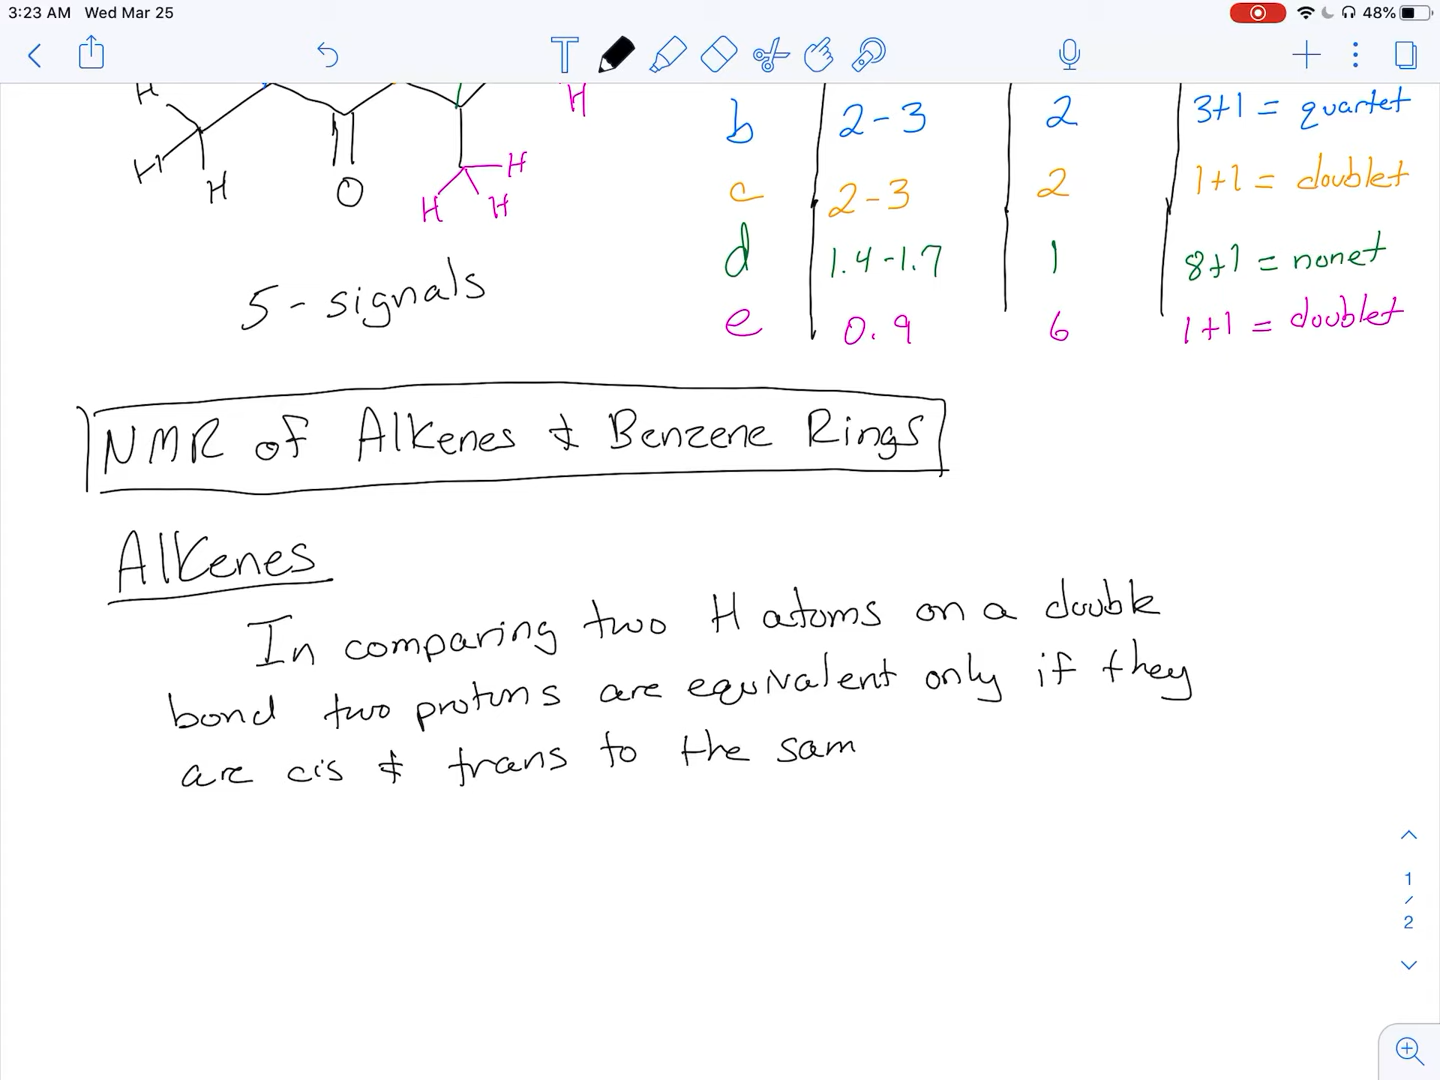 3:23 AM Wed Mar 25
48%
T
H
H
H
O
H
H
H
H
H
b 2-3 2 3+1 = quartet
c 2-3 2 1+1 = doublet
d 1.4-1.7 1 8+1 = nonet
e 0.9 6 1+1 = doublet
5- signals
NMR of Alkenes & Benzene Rings
Alkenes
In comparing two H atoms on a double
bond two protons are equivalent only if they
are cis & trans to the sam
1
/
2